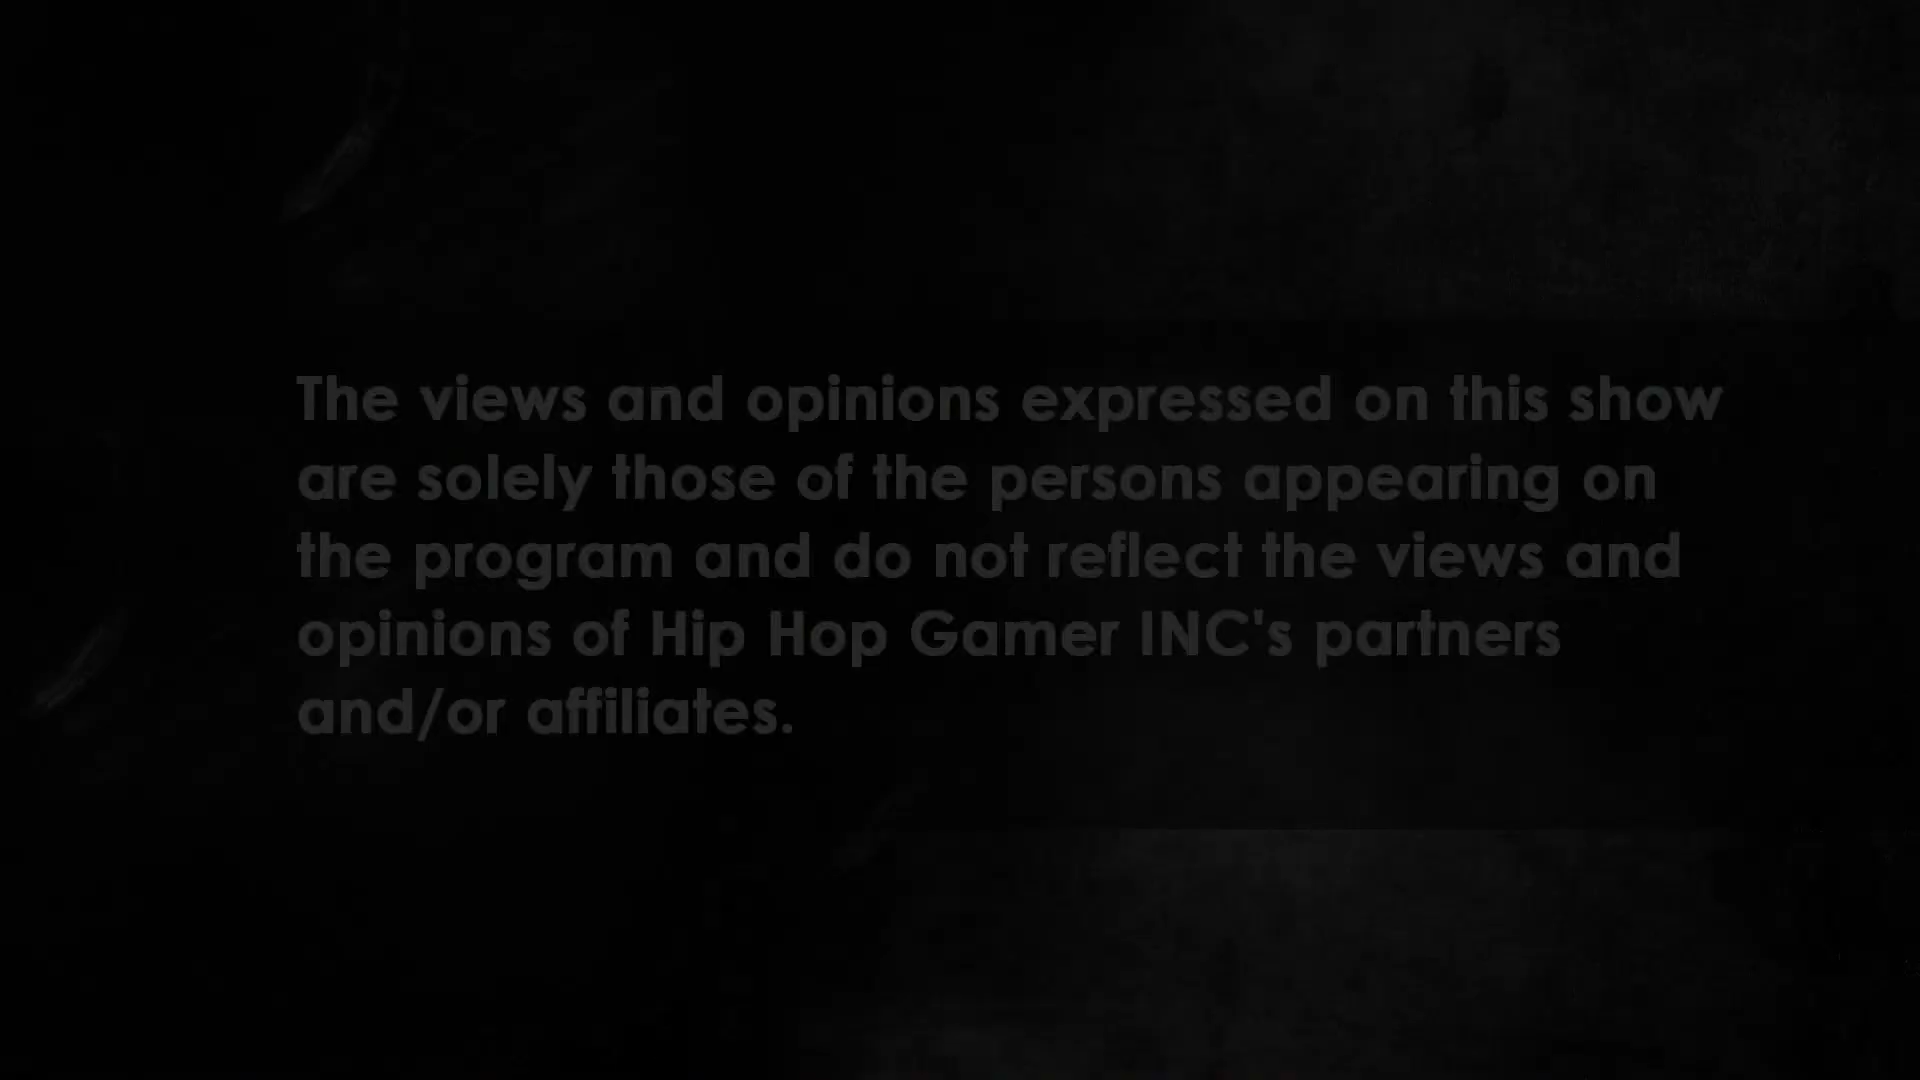 The views and opinions expressed on this show
are solely those of the persons appearing on
the program and do not reflect the views and
opinions of Hip Hop Gamer INC's partners
and/or affiliates.